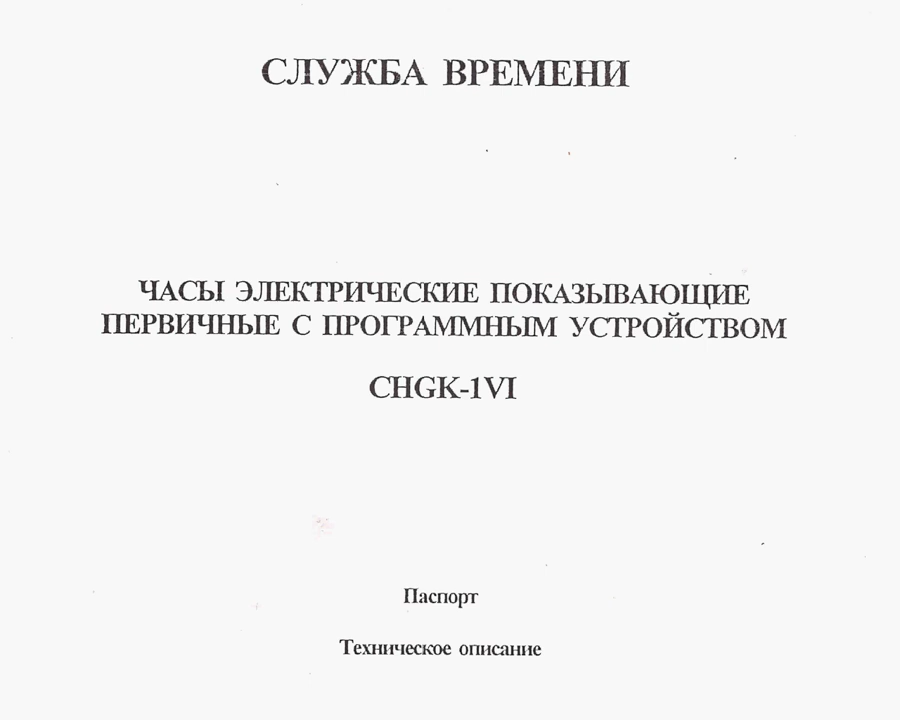 СЛУЖБА ВРЕМЕНИ
ЧАСЫ ЭЛЕКТРИЧЕСКИЕ ПОКАЗЫВАЮЩИЕ
ПЕРВИЧНЫЕ С ПРОГРАММНЫМ УСТРОЙСТВОМ
CHGK-1VI
Паспорт
Техническое описание